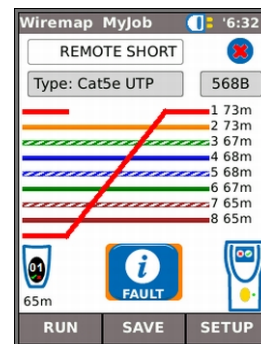 Wiremap MyJob '6:32
REMOTE SHORT
Type: Cat5e UTP 568B
1 73m
2 73m
3 67m
4 68m
5 68m
6 67m
7 65m
8 65m
01
65m
i
FAULT
RUN SAVE SETUP